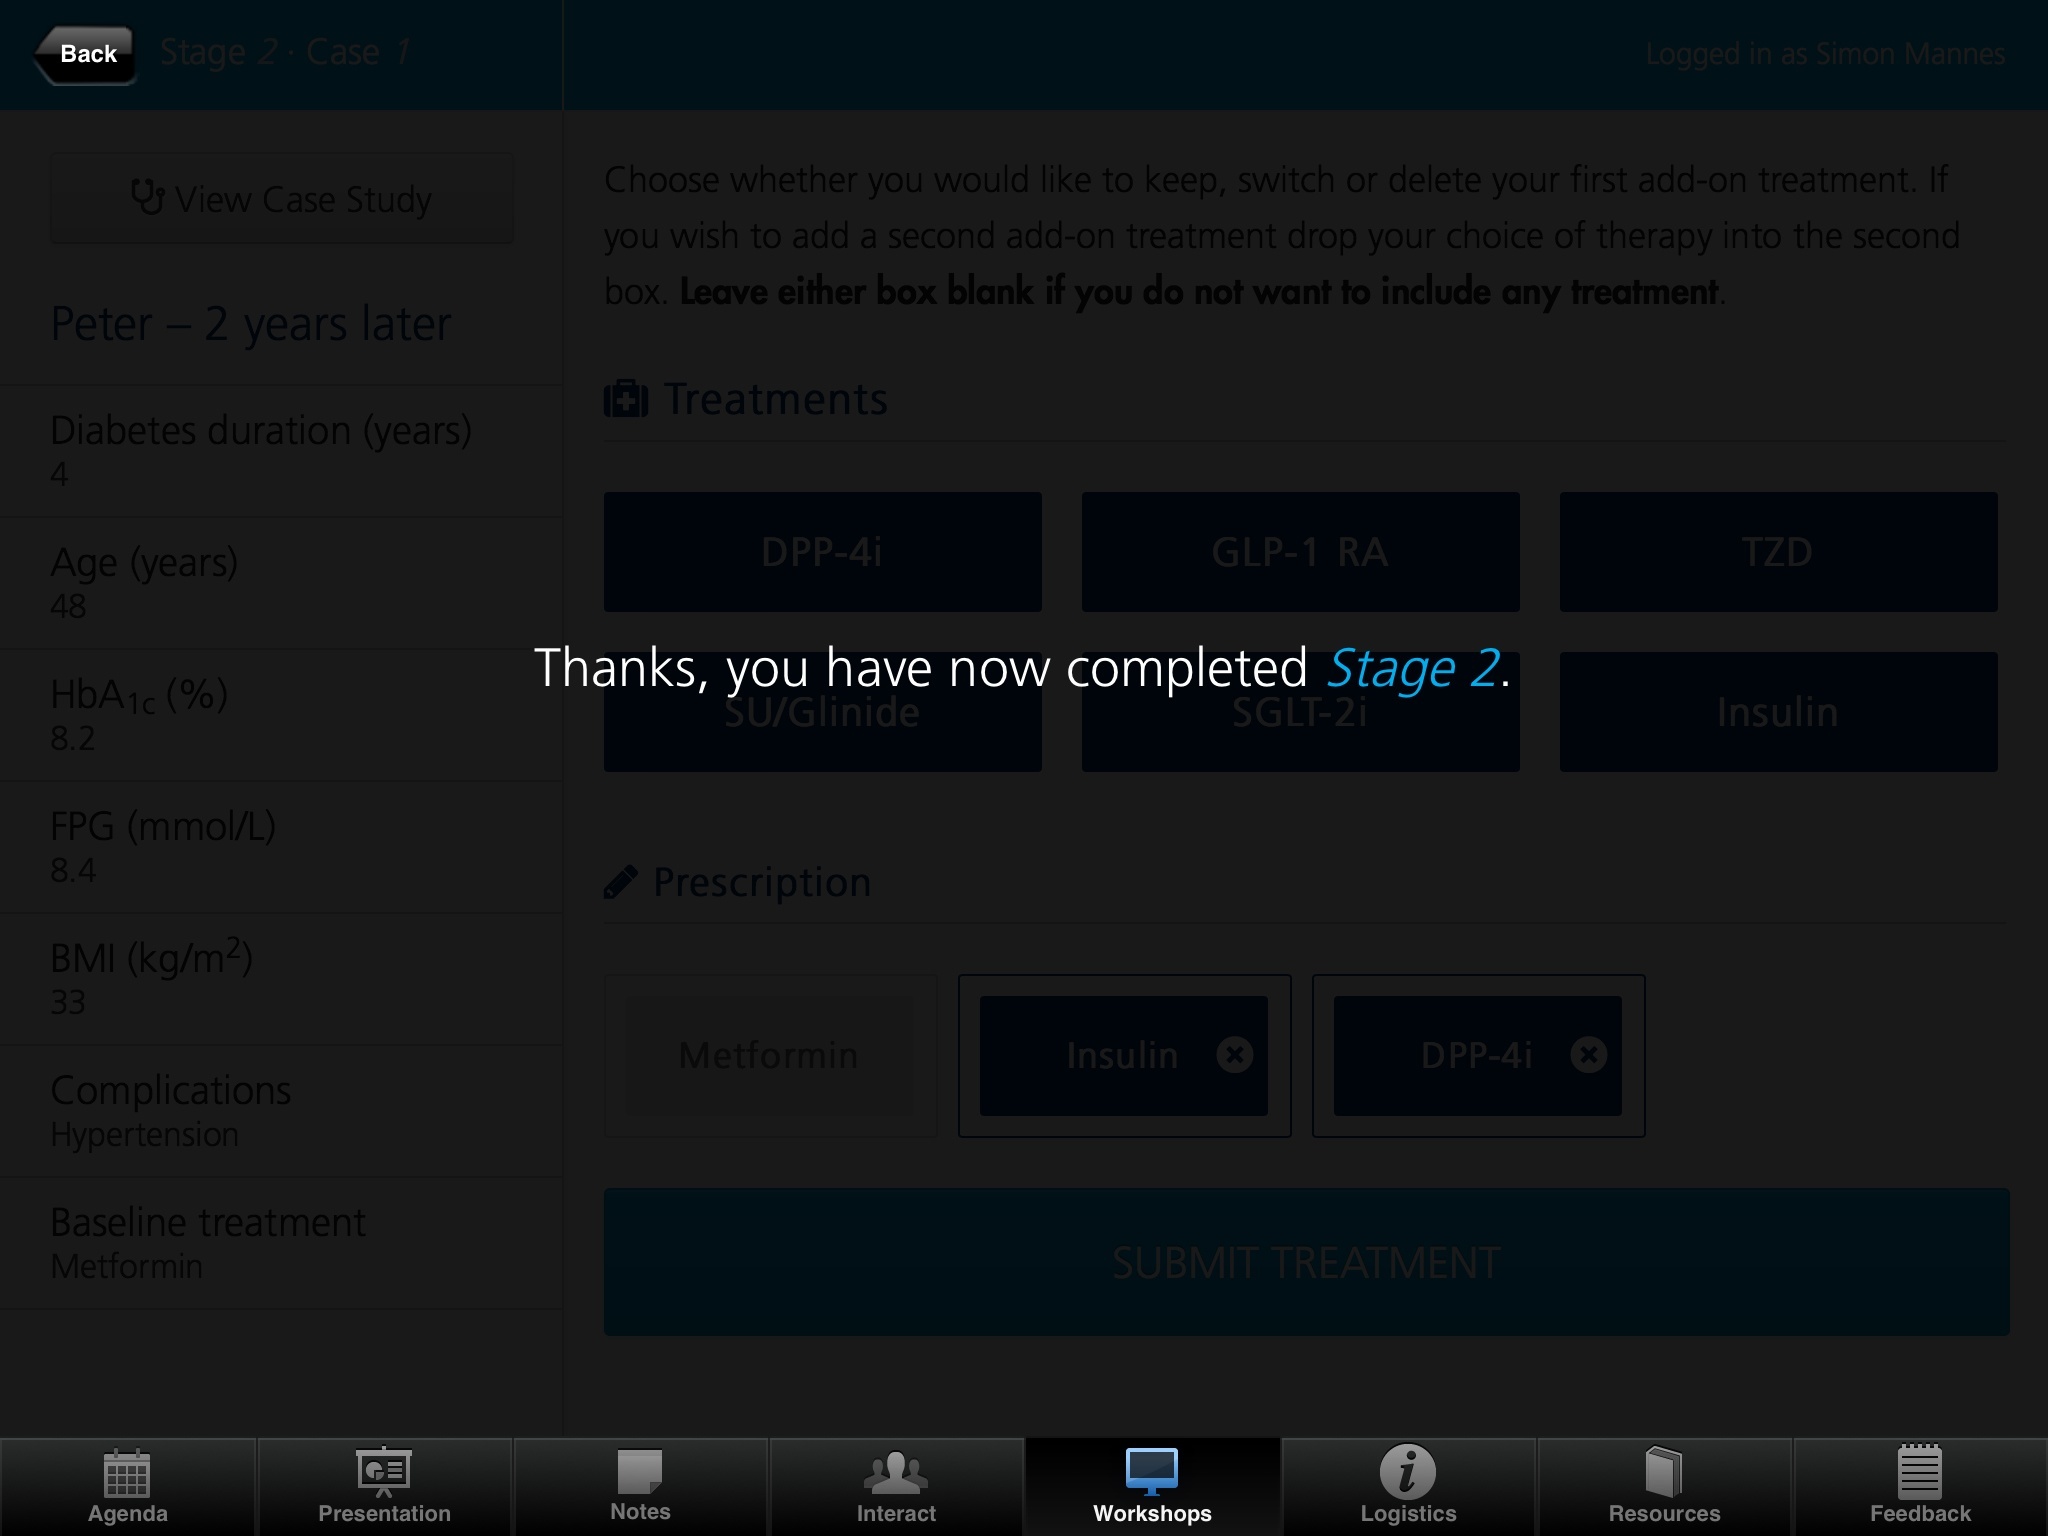 Back
Stage 2 · Case 1
Logged in as Simon Mannes
View Case Study
Peter – 2 years later
Diabetes duration (years)
4
Age (years)
48
HbA1c (%)
8.2
FPG (mmol/L)
8.4
BMI (kg/m²)
33
Complications
Hypertension
Baseline treatment
Metformin
Choose whether you would like to keep, switch or delete your first add-on treatment. If
you wish to add a second add-on treatment drop your choice of therapy into the second
box. Leave either box blank if you do not want to include any treatment.
Treatments
DPP-4i
GLP-1 RA
TZD
Thanks, you have now completed Stage 2.
SU/Glinide
SGLT-2i
Insulin
Prescription
Metformin
Insulin
DPP-4i
SUBMIT TREATMENT
Agenda
Presentation
Notes
Interact
Workshops
Logistics
Resources
Feedback